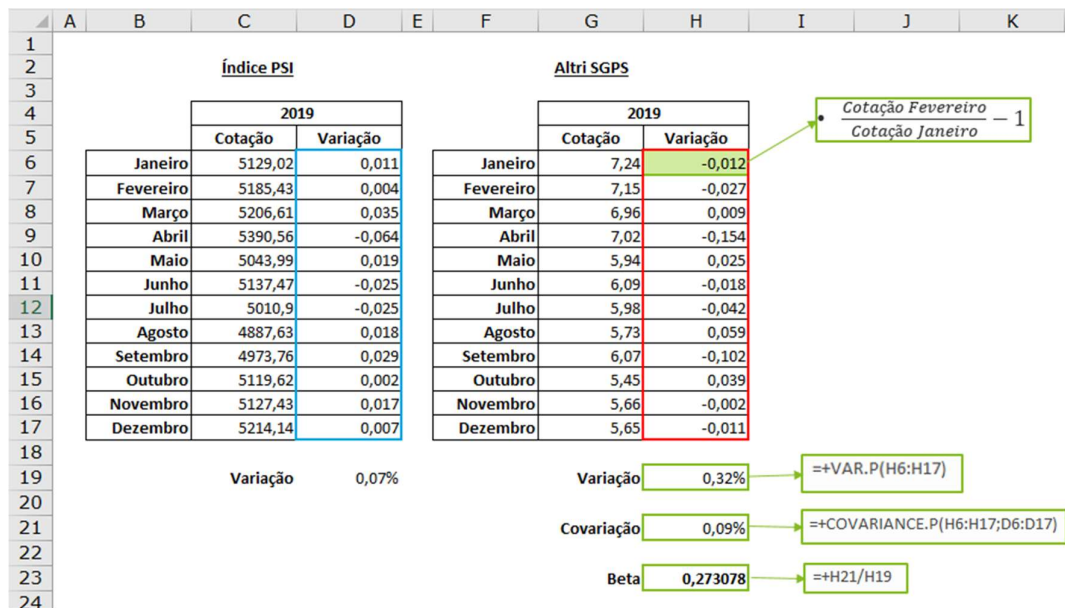 A B C D E F G H I J K
1
2 Índice PSI Altri SGPS
3
4 2019 2019 • Cotação Fevereiro / Cotação Janeiro − 1
5 Cotação Variação Cotação Variação
6 Janeiro 5129,02 0,011 Janeiro 7,24 -0,012
7 Fevereiro 5185,43 0,004 Fevereiro 7,15 -0,027
8 Março 5206,61 0,035 Março 6,96 0,009
9 Abril 5390,56 -0,064 Abril 7,02 -0,154
10 Maio 5043,99 0,019 Maio 5,94 0,025
11 Junho 5137,47 -0,025 Junho 6,09 -0,018
12 Julho 5010,9 -0,025 Julho 5,98 -0,042
13 Agosto 4887,63 0,018 Agosto 5,73 0,059
14 Setembro 4973,76 0,029 Setembro 6,07 -0,102
15 Outubro 5119,62 0,002 Outubro 5,45 0,039
16 Novembro 5127,43 0,017 Novembro 5,66 -0,002
17 Dezembro 5214,14 0,007 Dezembro 5,65 -0,011
18
19 Variação 0,07% Variação 0,32% =+VAR.P(H6:H17)
20
21 Covariação 0,09% =+COVARIANCE.P(H6:H17;D6:D17)
22
23 Beta 0,273078 =+H21/H19
24